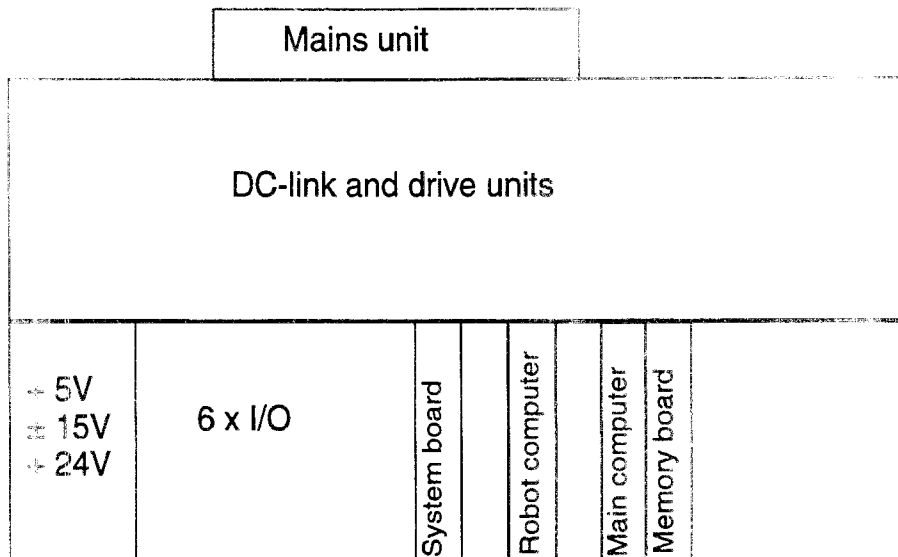 Mains unit
DC-link and drive units
+ 5V
± 15V
+ 24V
6 x I/O
System board
Robot computer
Main computer
Memory board